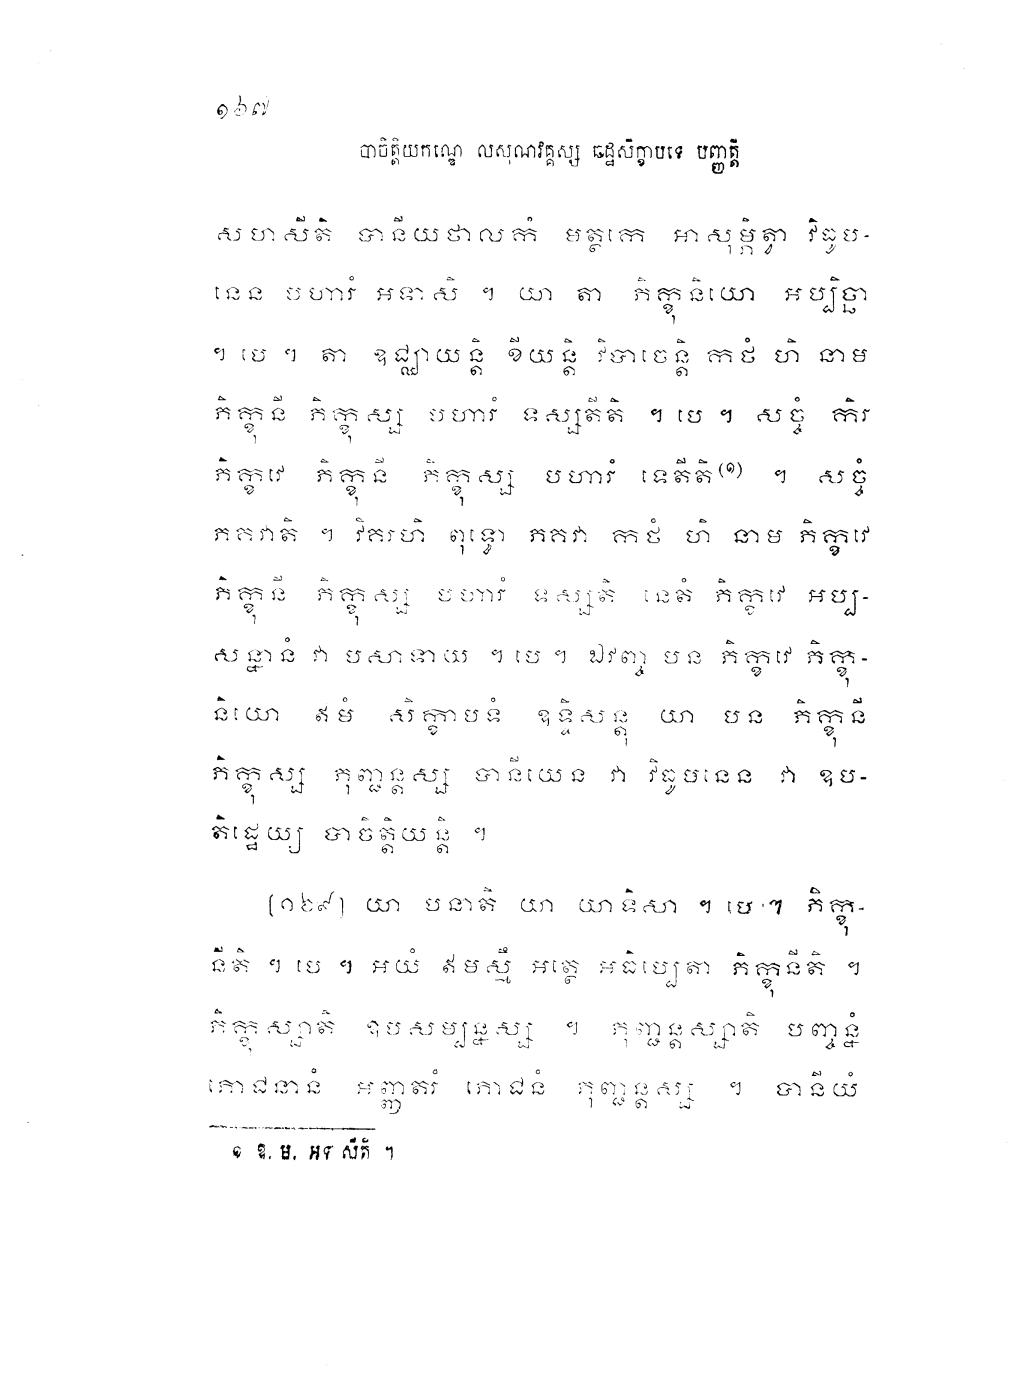 ១៦៧
បាចិត្តិយកណ្ឌេ លសុណវគ្គស្ស ឆដ្ឋសិក្ខាបទេ បញ្ញត្តិ
សហសីតិ បានីយថាលកំ មត្ថកេ អាសុម្ភិត្វា វិធូប-
នេន បហារំ អទាសិ ។ យា តា ភិក្ខុនិយោ អប្បិច្ឆា
។ បេ ។ តា ឧជ្ឈាយន្តិ ខីយន្តិ វិបាចេន្តិ កថំ ហិ នាម
ភិក្ខុនី ភិក្ខុស្ស បហារំ ទស្សតីតិ ។ បេ ។ សច្ចំ កិរ
ភិក្ខវេ ភិក្ខុនី ភិក្ខុស្ស បហារំ ទេតីតិ(១) ។ សច្ចំ
ភគវាតិ ។ វិគរហិ ពុទ្ធោ ភគវា កថំ ហិ នាម ភិក្ខវេ
ភិក្ខុនី ភិក្ខុស្ស បហារំ ទស្សតិ នេតំ ភិក្ខវេ អប្ប-
សន្នានំ វា បសាទាយ ។ បេ ។ ឯវញ្ច បន ភិក្ខវេ ភិក្ខុ-
និយោ ឥមំ សិក្ខាបទំ ឧទ្ទិសន្តុ យា បន ភិក្ខុនី
ភិក្ខុស្ស ភុញ្ជន្តស្ស បានីយេន វា វិធូបនេន វា ឧប-
តិដ្ឋេយ្យ បាចិត្តិយន្តិ ។
(១៦៩) យា បនាតិ យា យាទិសា ។ បេ ។ ភិក្ខុ-
នីតិ ។ បេ ។ អយំ ឥមស្មឹ អត្ថេ អធិប្បេតា ភិក្ខុនីតិ ។
ភិក្ខុស្សាតិ ឧបសម្បន្នស្ស ។ ភុញ្ជន្តស្សាតិ បញ្ចន្នំ
ភោជនានំ អញ្ញតរំ ភោជនំ ភុញ្ជន្តស្ស ។ បានីយំ
១ ឱ. ម. អទាសីតិ ។